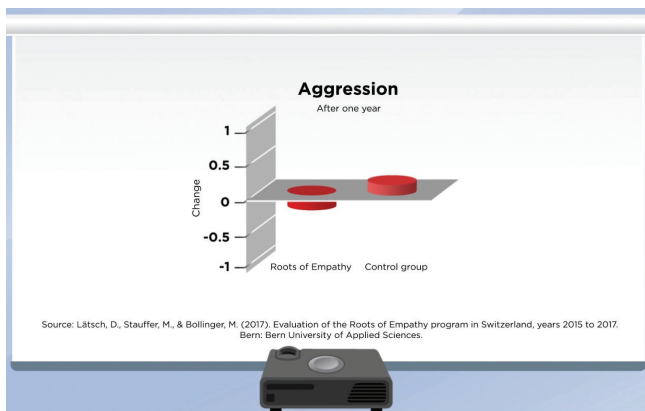 Aggression
After one year
1
0.5
0
-0.5
-1
Change
Roots of Empathy
Control group
Source: Lätsch, D., Stauffer, M., & Bollinger, M. (2017). Evaluation of the Roots of Empathy program in Switzerland, years 2015 to 2017.
Bern: Bern University of Applied Sciences.